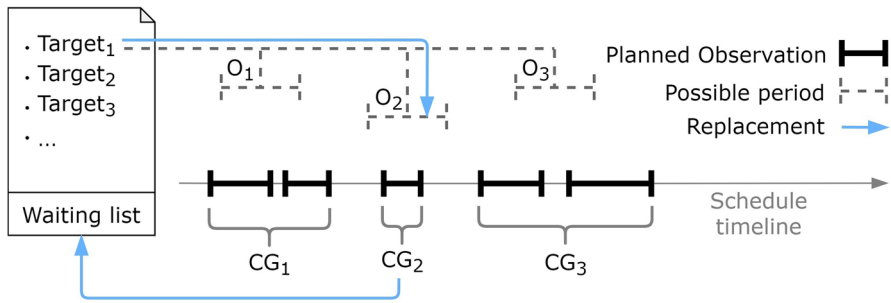 . Target1
. Target2
. Target3
. ...
Waiting list
O1
O2
O3
Planned Observation
Possible period
Replacement
Schedule
timeline
CG1
CG2
CG3